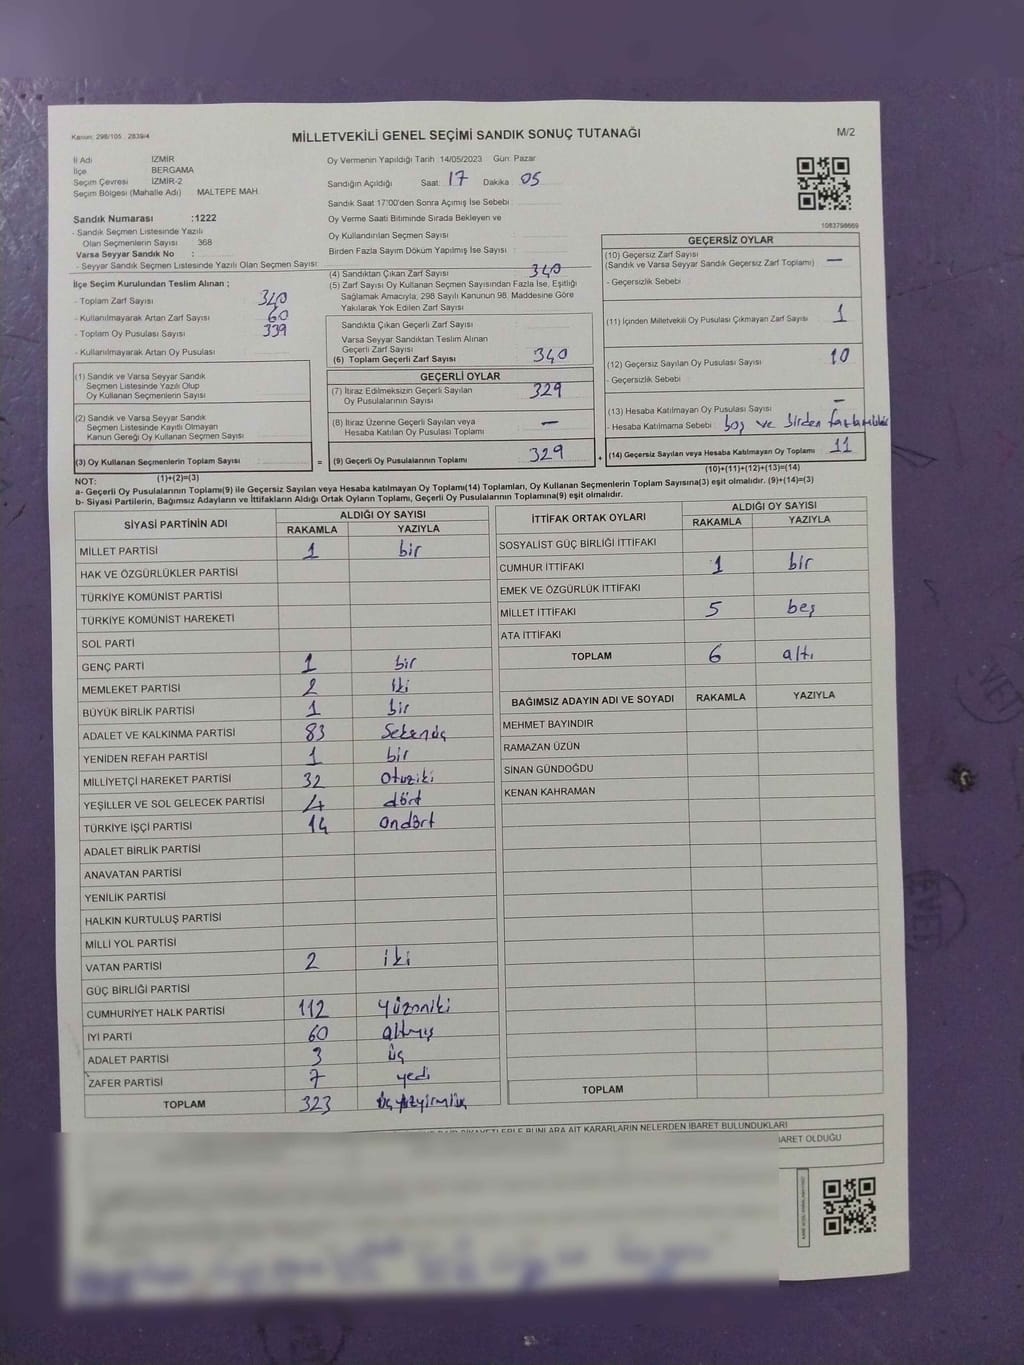 Kanun: 298/105 2839/4
MİLLETVEKİLİ GENEL SEÇİMİ SANDIK SONUÇ TUTANAĞI
M/2
İl Adı İZMİR
İlçe BERGAMA
Seçim Çevresi İZMİR-2
Seçim Bölgesi (Mahalle Adı) MALTEPE MAH.
Sandık Numarası :1222
- Sandık Seçmen Listesinde Yazılı
Olan Seçmenlerin Sayısı 368
Varsa Seyyar Sandık No :
- Seyyar Sandık Seçmen Listesinde Yazılı Olan Seçmen Sayısı:
Oy Vermenin Yapıldığı Tarih :14/05/2023 Gün: Pazar
Sandığın Açıldığı Saat: 17 Dakika 05
Sandık Saat 17'00'den Sonra Açımış İse Sebebi
Oy Verme Saati Bitiminde Sırada Bekleyen ve
Oy Kullandırılan Seçmen Sayısı :
Birden Fazla Sayım Döküm Yapılmış İse Sayısı :
1083798669
İlçe Seçim Kurulundan Teslim Alınan ;
- Toplam Zarf Sayısı : 340
- Kullanılmayarak Artan Zarf Sayısı : 60
- Toplam Oy Pusulası Sayısı : 339
- Kullanılmayarak Artan Oy Pusulası :
(1) Sandık ve Varsa Seyyar Sandık
Seçmen Listesinde Yazılı Olup
Oy Kullanan Seçmenlerin Sayısı :
(2) Sandık ve Varsa Seyyar Sandık
Seçmen Listesinde Kayıtlı Olmayan
Kanun Gereği Oy Kullanan Seçmen Sayısı :
(3) Oy Kullanan Seçmenlerin Toplam Sayısı :
(1)+(2)=(3)
(4) Sandıktan Çıkan Zarf Sayısı : 340
(5) Zarf Sayısı Oy Kullanan Seçmen Sayısından Fazla İse, Eşitliği
Sağlamak Amacıyla, 298 Sayılı Kanunun 98. Maddesine Göre
Yakılarak Yok Edilen Zarf Sayısı :
Sandıkta Çıkan Geçerli Zarf Sayısı :
Varsa Seyyar Sandıktan Teslim Alınan
Geçerli Zarf Sayısı :
(6) Toplam Geçerli Zarf Sayısı : 340
GEÇERLİ OYLAR
(7) İtiraz Edilmeksizin Geçerli Sayılan
Oy Pusulalarının Sayısı : 329
(8) İtiraz Üzerine Geçerli Sayılan veya
Hesaba Katılan Oy Pusulası Toplamı : —
= (9) Geçerli Oy Pusulalarının Toplamı : 329 +
GEÇERSİZ OYLAR
(10) Geçersiz Zarf Sayısı
(Sandık ve Varsa Seyyar Sandık Geçersiz Zarf Toplamı) : —
- Geçersizlik Sebebi :
(11) İçinden Milletvekili Oy Pusulası Çıkmayan Zarf Sayısı : 1
(12) Geçersiz Sayılan Oy Pusulası Sayısı : 10
- Geçersizlik Sebebi :
(13) Hesaba Katılmayan Oy Pusulası Sayısı : —
- Hesaba Katılmama Sebebi : boş ve birden
(14) Geçersiz Sayılan veya Hesaba Katılmayan Oy Toplamı : 11
(10)+(11)+(12)+(13)=(14)
NOT:
a- Geçerli Oy Pusulalarının Toplamı(9) ile Geçersiz Sayılan veya Hesaba katılmayan Oy Toplamı(14) Toplamları, Oy Kullanan Seçmenlerin Toplam Sayısına(3) eşit olmalıdır. (9)+(14)=(3)
b- Siyasi Partilerin, Bağımsız Adayların ve İttifakların Aldığı Ortak Oyların Toplamı, Geçerli Oy Pusulalarının Toplamına(9) eşit olmalıdır.
SİYASİ PARTİNİN ADI ALDIĞI OY SAYISI
RAKAMLA YAZIYLA
MİLLET PARTİSİ 1 bir
HAK VE ÖZGÜRLÜKLER PARTİSİ
TÜRKİYE KOMÜNİST PARTİSİ
TÜRKİYE KOMÜNİST HAREKETİ
SOL PARTİ
GENÇ PARTİ 1 bir
MEMLEKET PARTİSİ 2 iki
BÜYÜK BİRLİK PARTİSİ 1 bir
ADALET VE KALKINMA PARTİSİ 83 Seksenüç
YENİDEN REFAH PARTİSİ 1 bir
MİLLİYETÇİ HAREKET PARTİSİ 32 Otuziki
YEŞİLLER VE SOL GELECEK PARTİSİ 4 dört
TÜRKİYE İŞÇİ PARTİSİ 14 ondört
ADALET BİRLİK PARTİSİ
ANAVATAN PARTİSİ
YENİLİK PARTİSİ
HALKIN KURTULUŞ PARTİSİ
MİLLİ YOL PARTİSİ
VATAN PARTİSİ 2 iki
GÜÇ BİRLİĞİ PARTİSİ
CUMHURİYET HALK PARTİSİ 112 yüzoniki
İYİ PARTİ 60 altmış
ADALET PARTİSİ 3 üç
ZAFER PARTİSİ 7 yedi
TOPLAM 323 üçyüzyirmiüç
İTTİFAK ORTAK OYLARI ALDIĞI OY SAYISI
RAKAMLA YAZIYLA
SOSYALİST GÜÇ BİRLİĞİ İTTİFAKI
CUMHUR İTTİFAKI 1 bir
EMEK VE ÖZGÜRLÜK İTTİFAKI
MİLLET İTTİFAKI 5 beş
ATA İTTİFAKI
TOPLAM 6 altı
BAĞIMSIZ ADAYIN ADI VE SOYADI RAKAMLA YAZIYLA
MEHMET BAYINDIR
RAMAZAN ÜZÜN
SİNAN GÜNDOĞDU
KENAN KAHRAMAN
TOPLAM
KARARLARIN NELERDEN İBARET BULUNDUKLARI
BARET OLDUĞU